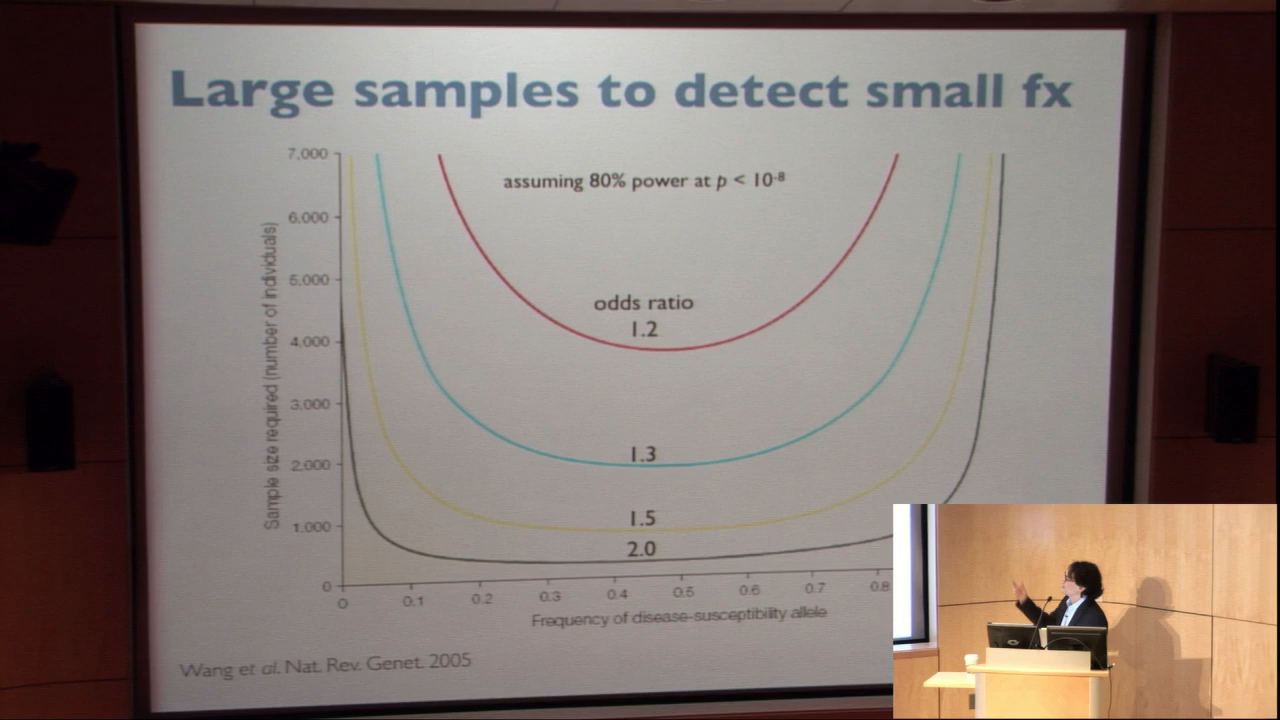 Large samples to detect small fx
7,000
assuming 80% power at p < 10-8
6,000
5,000
odds ratio
1.2
4,000
3,000
1.3
2,000
1.5
1,000
2.0
0
0 0.1 0.2 0.3 0.4 0.5 0.6 0.7 0.8
Sample size required (number of individuals)
Frequency of disease-susceptibility allele
Wang et al. Nat. Rev. Genet. 2005